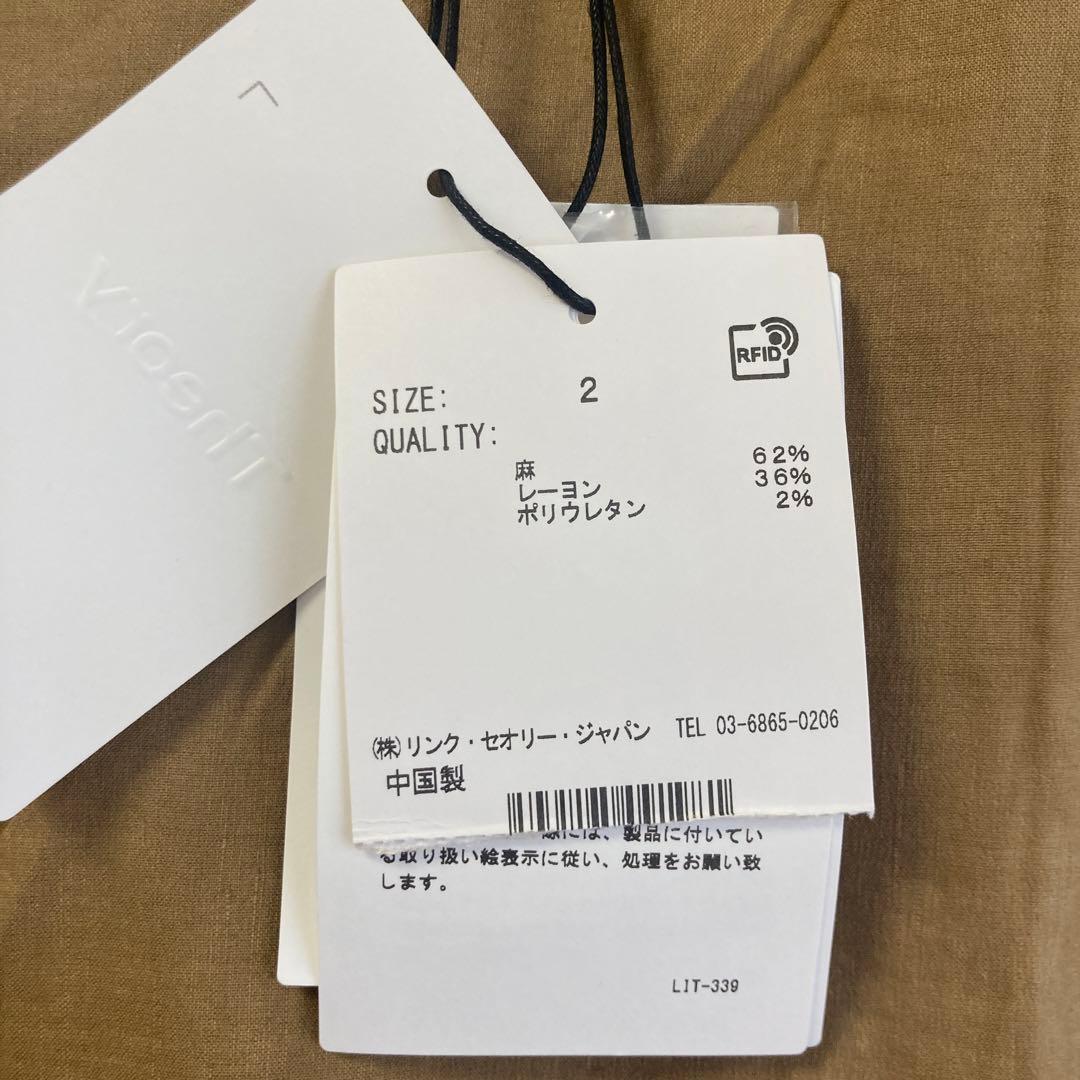 RFID
SIZE: 2
QUALITY:
麻 62%
レーヨン 36%
ポリウレタン 2%
(株)リンク・セオリー・ジャパン TEL 03-6865-0206
中国製
には、製品に付いてい
る取り扱い絵表示に従い、処理をお願い致
します。
LIT-339